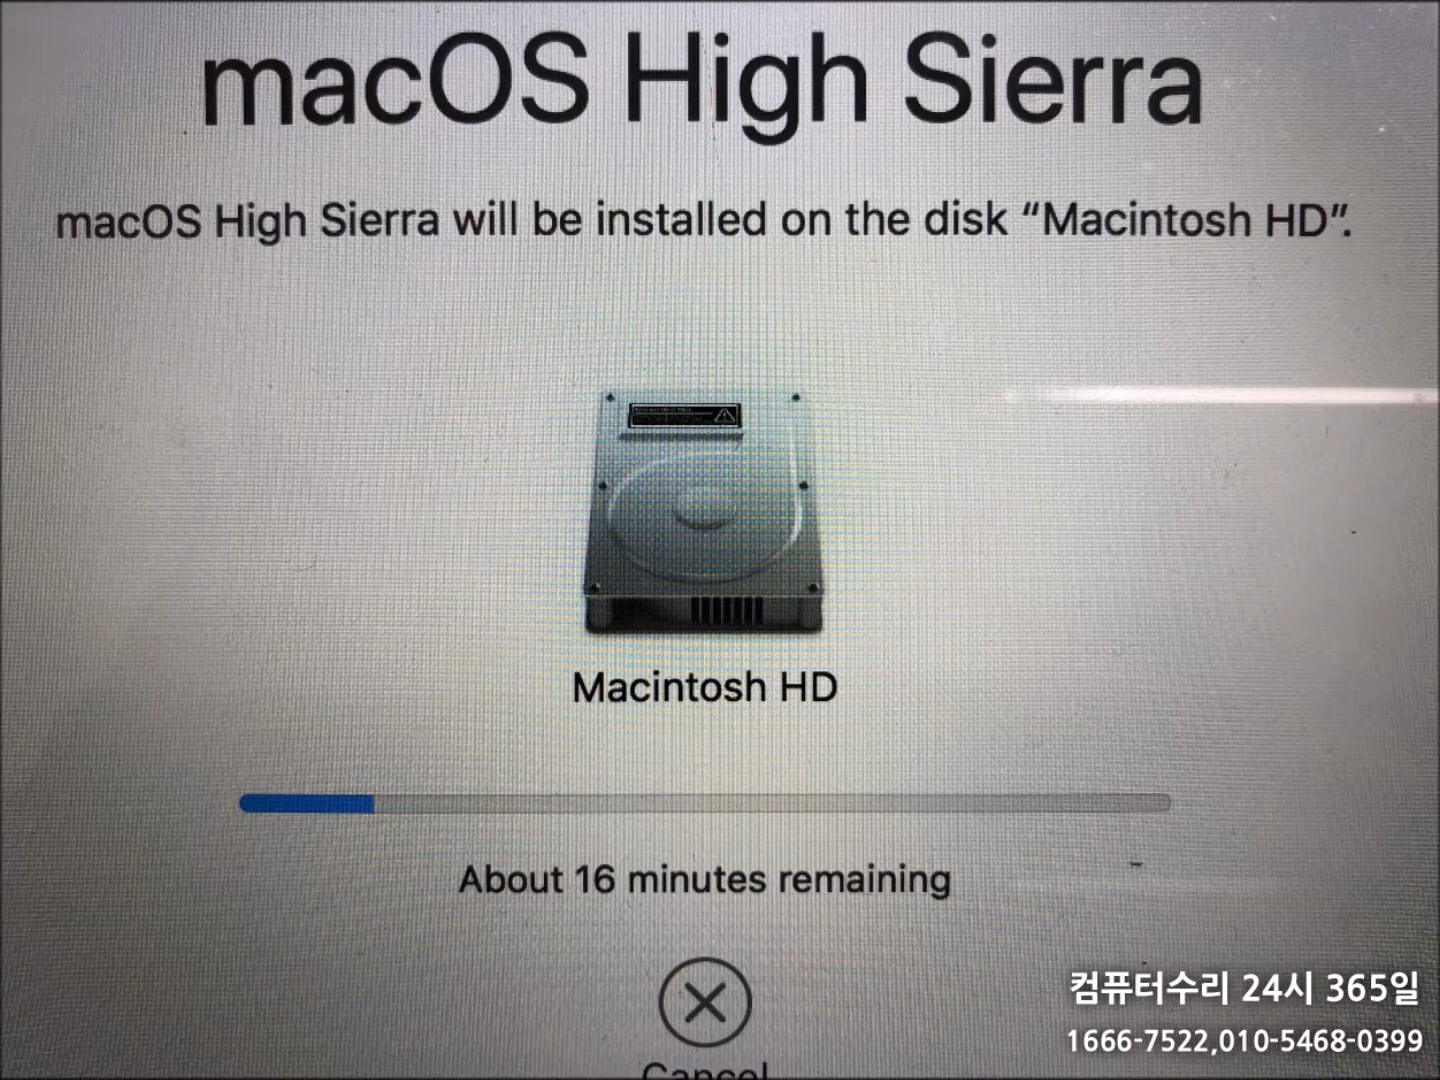 macOS High Sierra
macOS High Sierra will be installed on the disk “Macintosh HD”.
Macintosh HD
About 16 minutes remaining
Cancel
컴퓨터수리 24시 365일
1666-7522,010-5468-0399